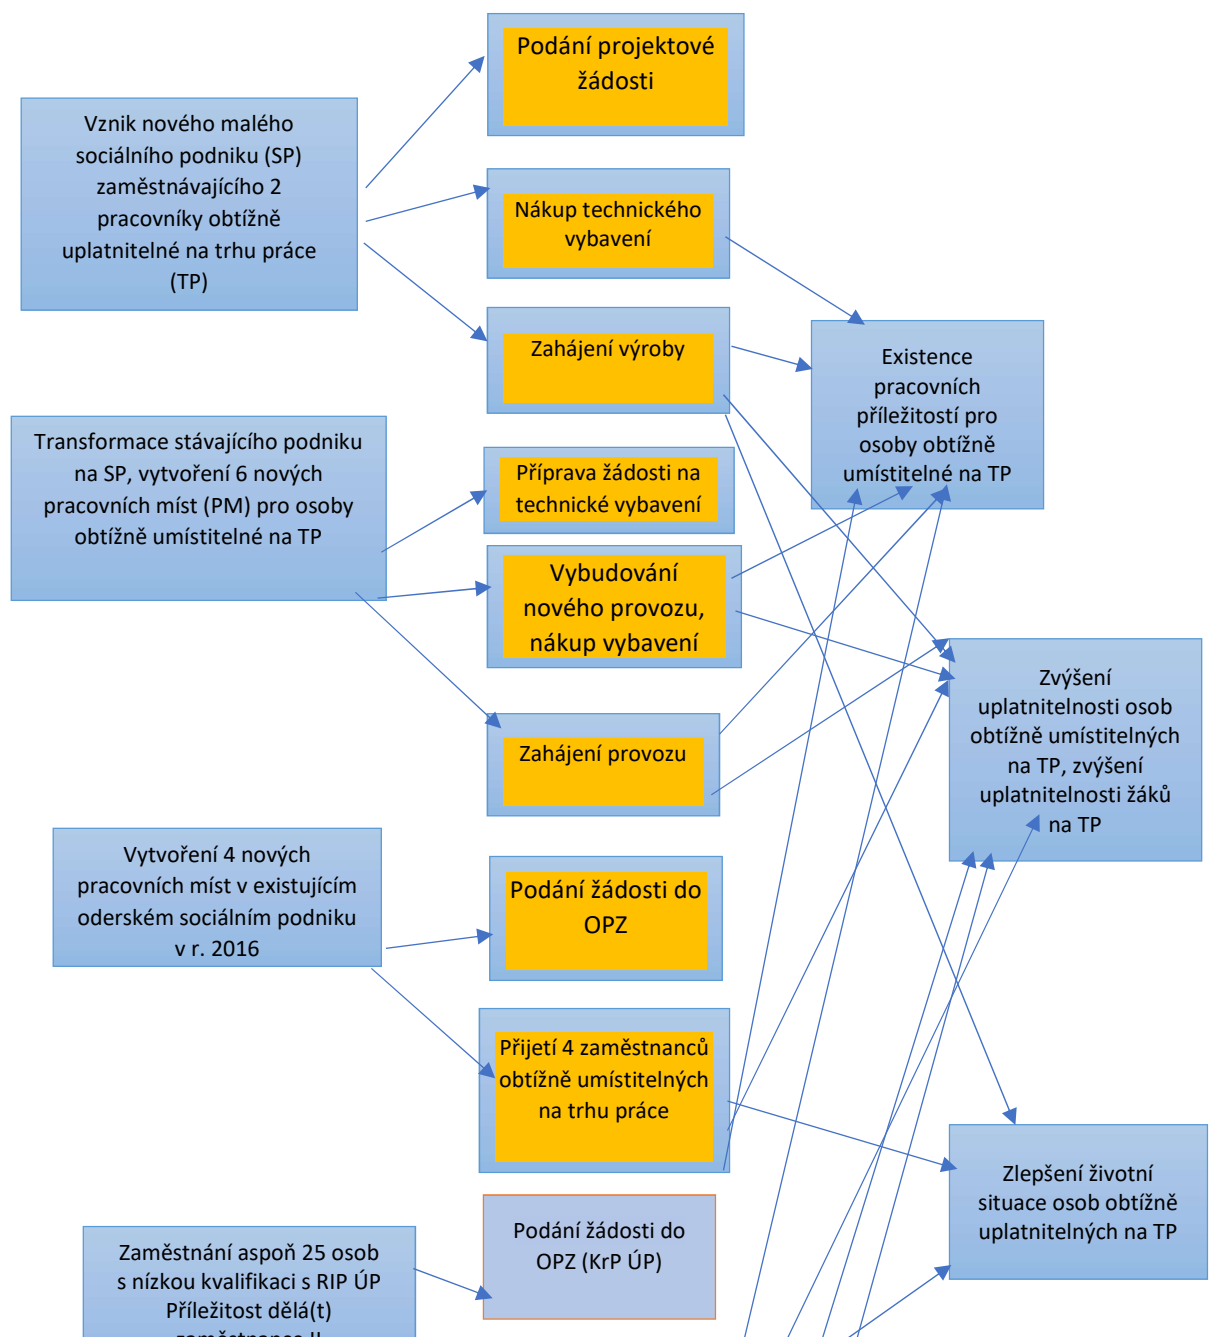 Podání projektové
žádosti
Vznik nového malého
sociálního podniku (SP)
zaměstnávajícího 2
pracovníky obtížně
uplatnitelné na trhu práce
(TP)
Nákup technického
vybavení
Zahájení výroby
Existence
pracovních
příležitostí pro
osoby obtížně
umístitelné na TP
Transformace stávajícího podniku
na SP, vytvoření 6 nových
pracovních míst (PM) pro osoby
obtížně umístitelné na TP
Příprava žádosti na
technické vybavení
Vybudování
nového provozu,
nákup vybavení
Zahájení provozu
Zvýšení
uplatnitelnosti osob
obtížně umístitelných
na TP, zvýšení
uplatnitelnosti žáků
na TP
Vytvoření 4 nových
pracovních míst v existujícím
oderském sociálním podniku
v r. 2016
Podání žádosti do
OPZ
Přijetí 4 zaměstnanců
obtížně umístitelných
na trhu práce
Zlepšení životní
situace osob obtížně
uplatnitelných na TP
Podání žádosti do
OPZ (KrP ÚP)
Zaměstnání aspoň 25 osob
s nízkou kvalifikaci s RIP ÚP
Příležitost dělá(t)
zaměstnance II